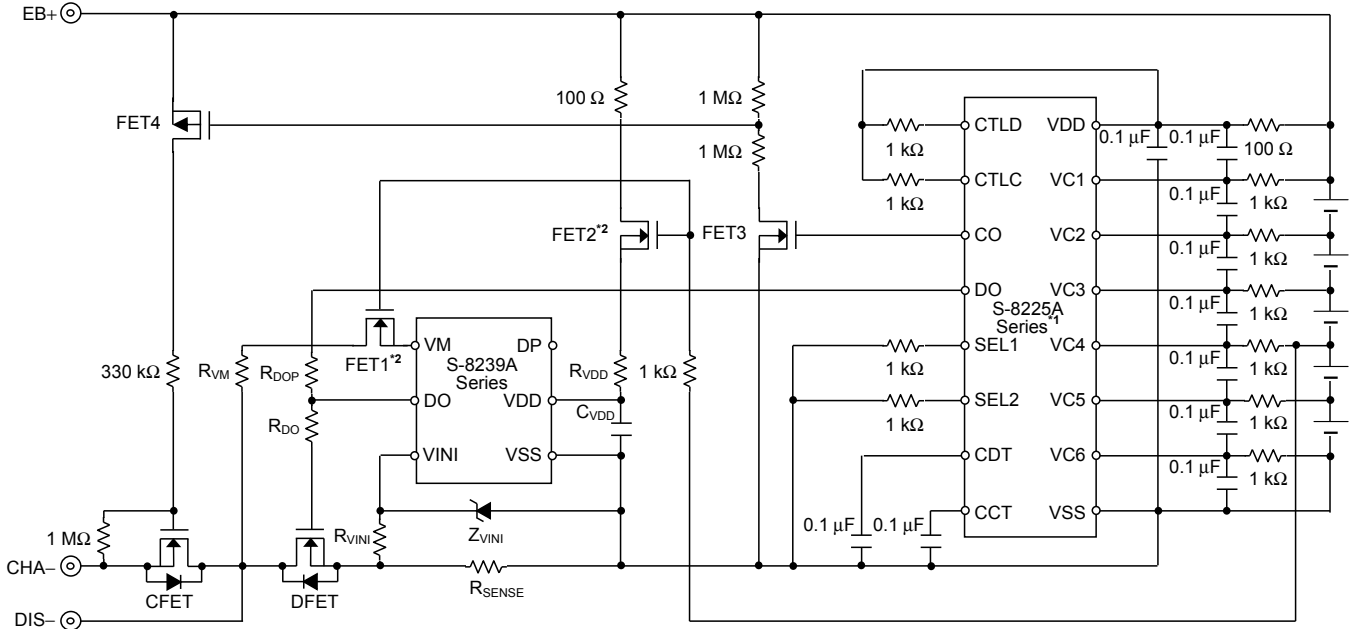 EB+
FET4
100 Ω
1 MΩ
1 MΩ
FET2*2
FET3
FET1*2
330 kΩ
RVM
RDOP
RDO
S-8239A
Series
VM
DP
DO
VDD
VINI
VSS
RVDD
CVDD
1 kΩ
RVINI
ZVINI
RSENSE
1 MΩ
CHA−
CFET
DFET
DIS−
S-8225A
Series*1
CTLD
CTLC
CO
DO
SEL1
SEL2
CDT
CCT
VDD
VC1
VC2
VC3
VC4
VC5
VC6
VSS
1 kΩ
1 kΩ
1 kΩ
1 kΩ
0.1 µF
0.1 µF
0.1 µF
0.1 µF
100 Ω
0.1 µF
1 kΩ
0.1 µF
1 kΩ
0.1 µF
1 kΩ
0.1 µF
1 kΩ
0.1 µF
1 kΩ
0.1 µF
1 kΩ